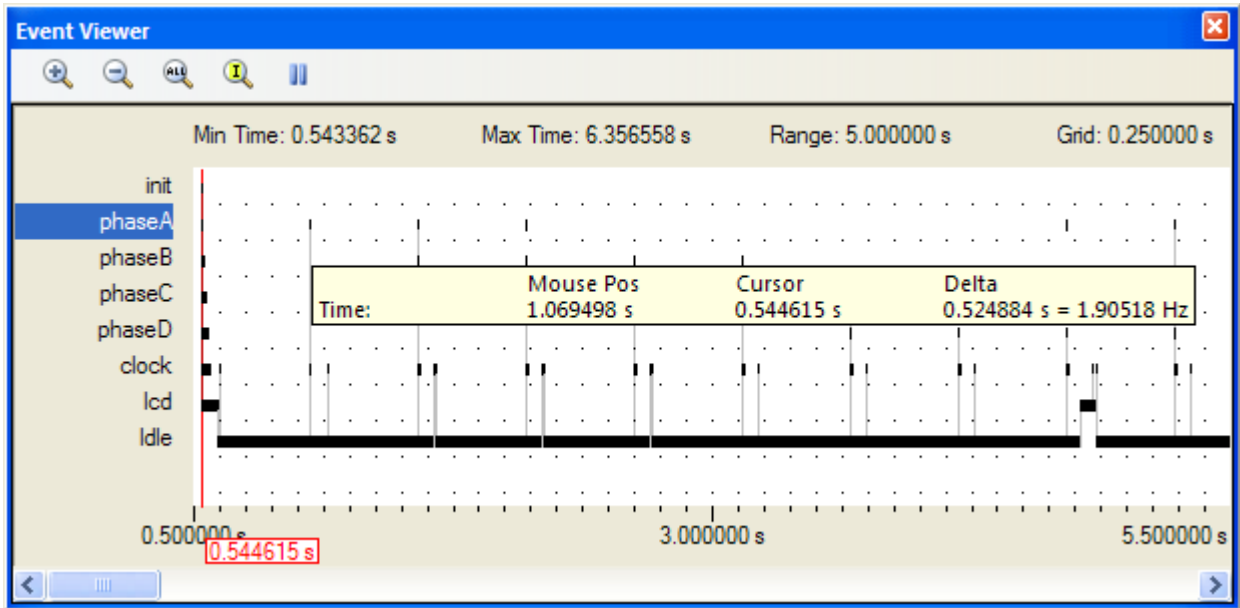 Event Viewer
ALL I
Min Time: 0.543362 s Max Time: 6.356558 s Range: 5.000000 s Grid: 0.250000 s
init
phaseA
phaseB
phaseC
phaseD
clock
lcd
Idle
Mouse Pos Cursor Delta
Time: 1.069498 s 0.544615 s 0.524884 s = 1.90518 Hz
0.500000 s 3.000000 s 5.500000 s
0.544615 s